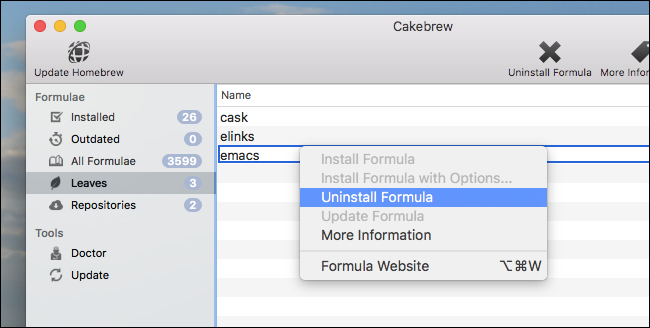 Cakebrew
Update Homebrew
Uninstall Formula
More Infor
Formulae
Installed 26
Outdated 0
All Formulae 3599
Leaves 3
Repositories 2
Tools
Doctor
Update
Name
cask
elinks
emacs
Install Formula
Install Formula with Options...
Uninstall Formula
Update Formula
More Information
Formula Website ⌥⌘W